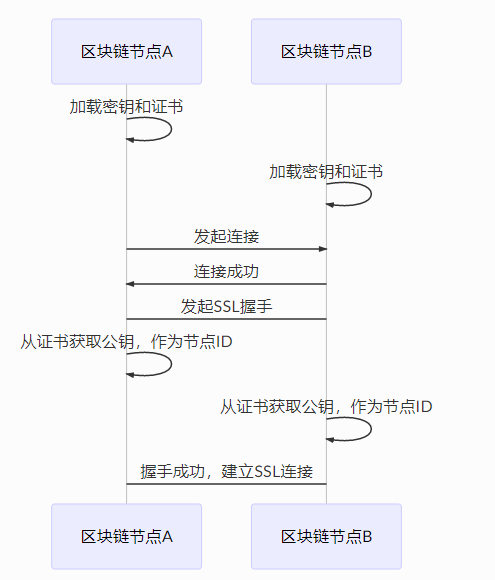 区块链节点A
区块链节点B
加载密钥和证书
加载密钥和证书
发起连接
连接成功
发起SSL握手
从证书获取公钥，作为节点ID
从证书获取公钥，作为节点ID
握手成功，建立SSL连接
区块链节点A
区块链节点B